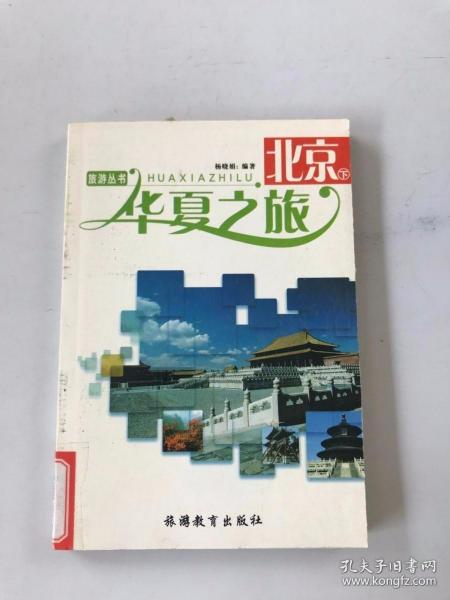 杨晓娟:编著
北京
下
旅游丛书
HUAXIAZHILU
华夏之旅
旅游教育出版社
孔夫子旧书网
www.kongfz.com